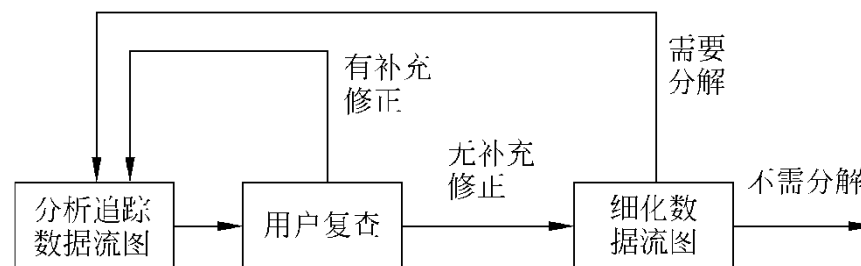 需要
分解
有补充
修正
无补充
修正
不需分解
分析追踪
数据流图
用户复查
细化数
据流图